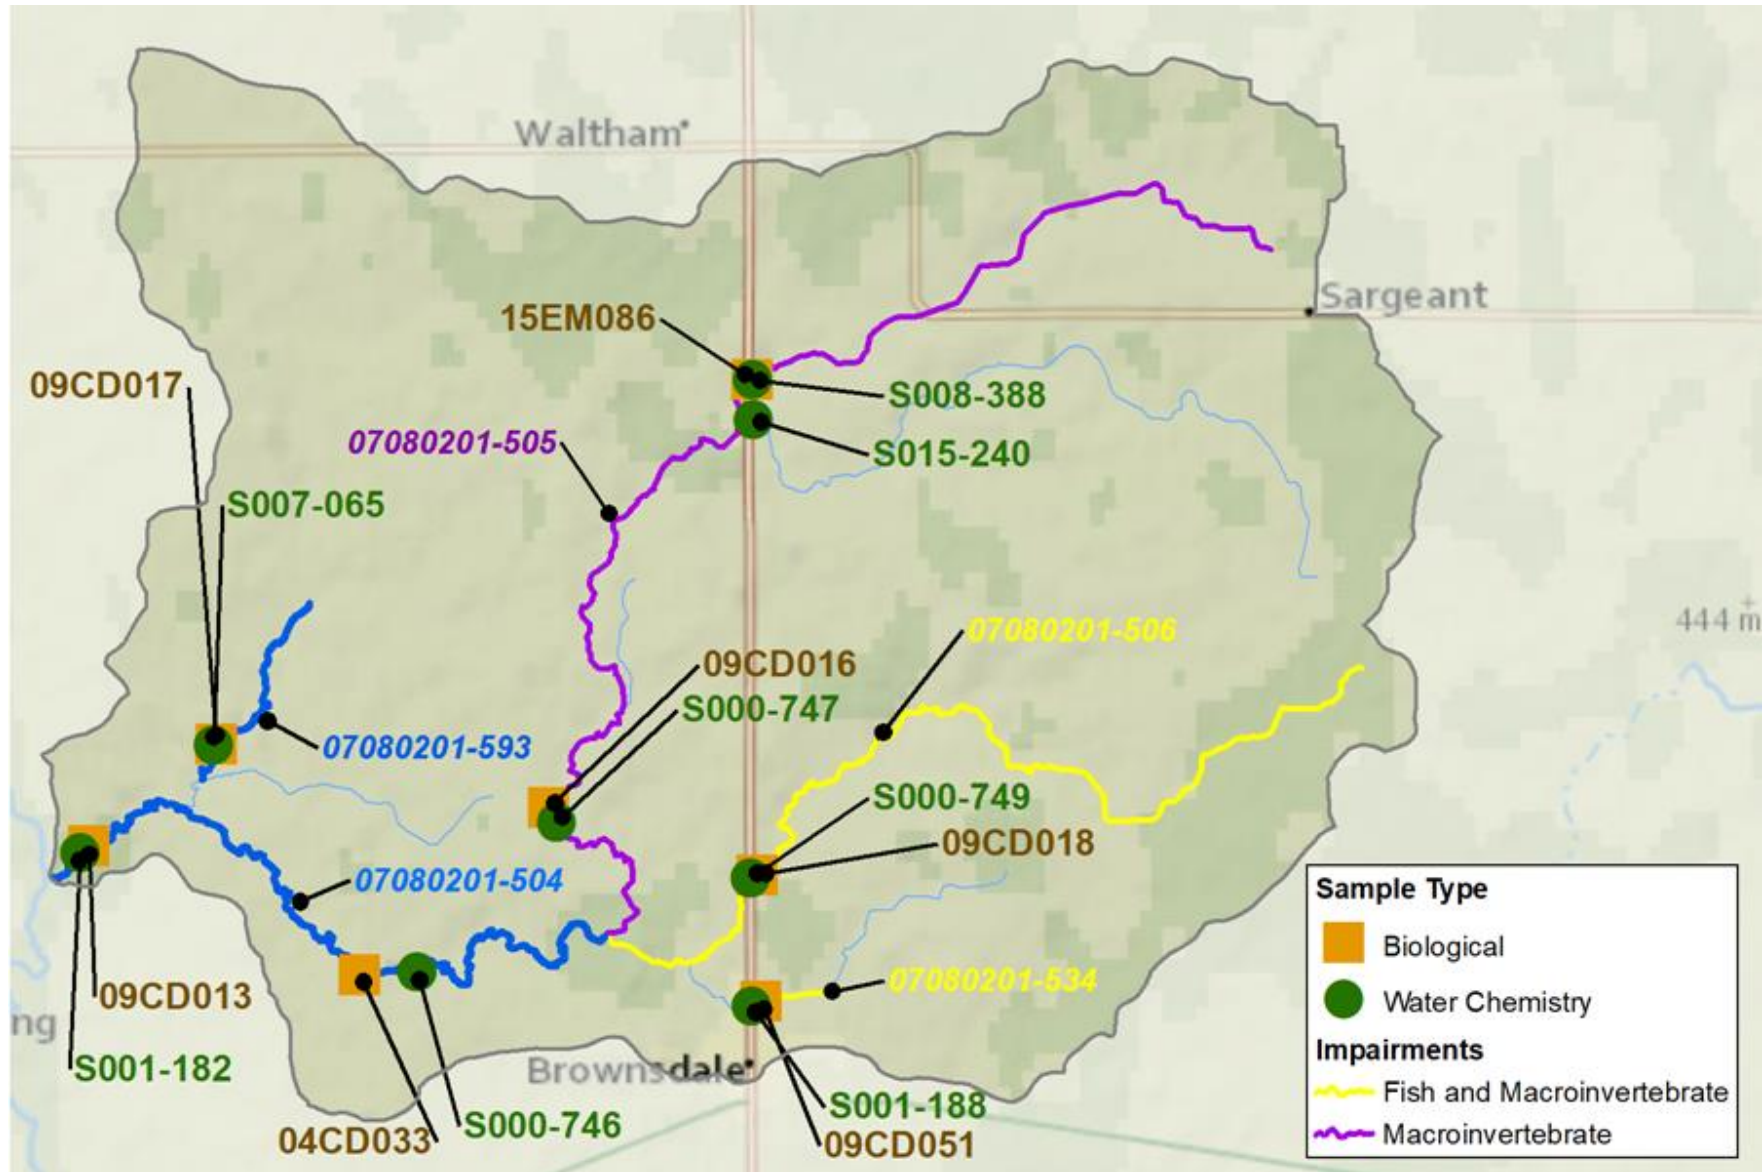 Waltham
Sargeant
15EM086
09CD017
S008-388
07080201-505
S015-240
S007-065
444 m
07080201-506
09CD016
S000-747
07080201-593
S000-749
09CD018
07080201-504
07080201-534
09CD013
ng
S001-182
Brownsdale
S001-188
04CD033
S000-746
09CD051
Sample Type
Biological
Water Chemistry
Impairments
Fish and Macroinvertebrate
Macroinvertebrate